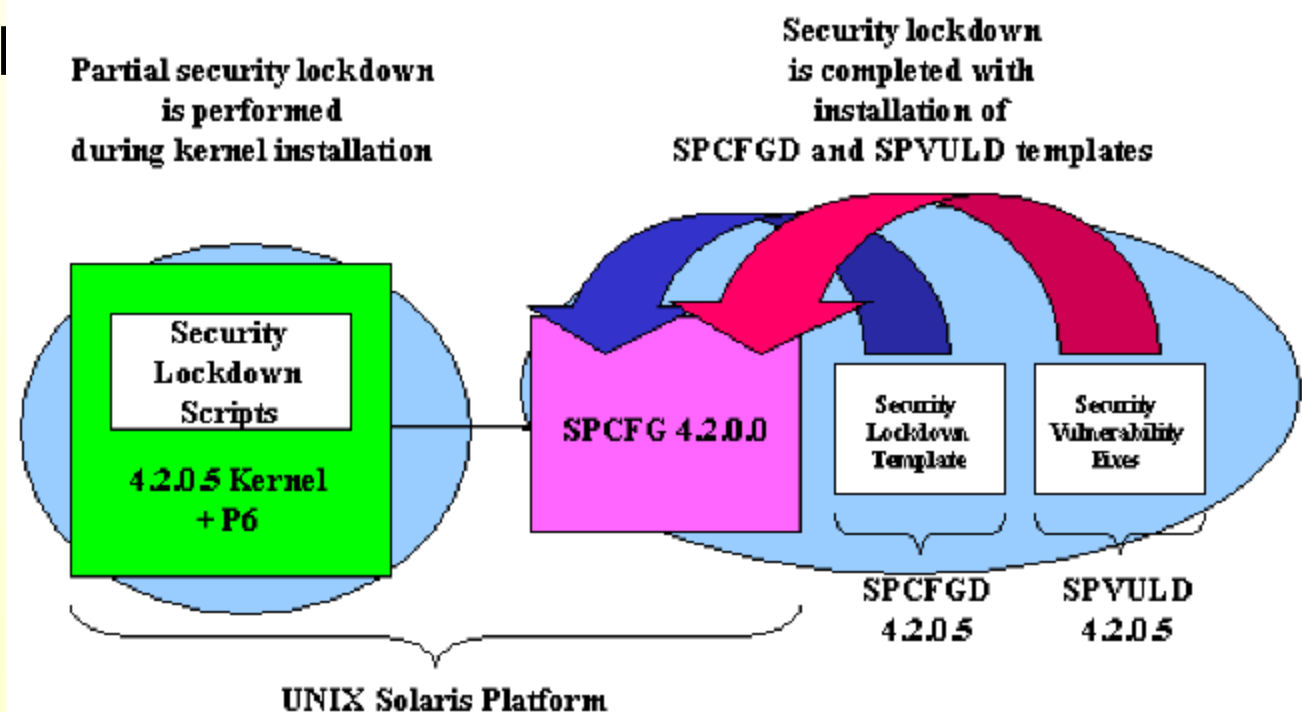 Partial security lockdown
is performed
during kernel installation
Security lockdown
is completed with
installation of
SPCFGD and SPVULD templates
Security
Lockdown
Scripts
4.2.0.5 Kernel
+ P6
SPCFG 4.2.0.0
Security
Lockdown
Template
Security
Vulnerability
Fixes
SPCFGD
4.2.0.5
SPVULD
4.2.0.5
UNIX Solaris Platform